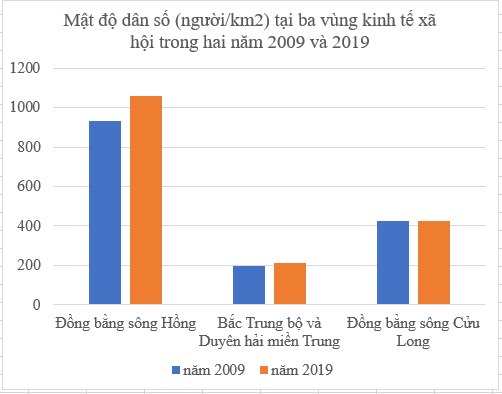 Mật độ dân số (người/km2) tại ba vùng kinh tế xã
hội trong hai năm 2009 và 2019
1200
1000
800
600
400
200
0
Đồng bằng sông Hồng
Bắc Trung bộ và
Duyên hải miền Trung
Đồng bằng sông Cửu
Long
năm 2009
năm 2019